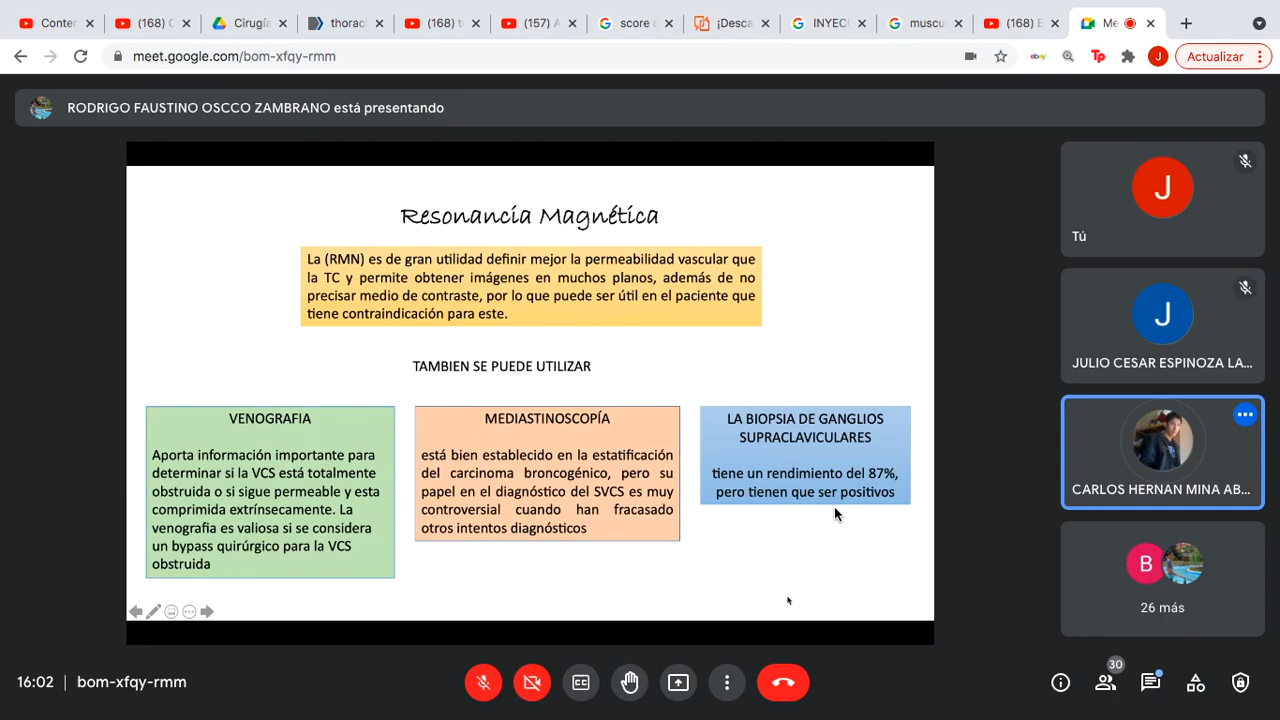 Conter
(168) C
Cirugía
thoraci
(168) t
(157) A
score d
¡Desca
INYEC
muscu
(168) E
Me
meet.google.com/bom-xfqy-rmm
ebay
Tp
J
Actualizar
RODRIGO FAUSTINO OSCCO ZAMBRANO está presentando
Resonancia Magnética
La (RMN) es de gran utilidad definir mejor la permeabilidad vascular que
la TC y permite obtener imágenes en muchos planos, además de no
precisar medio de contraste, por lo que puede ser útil en el paciente que
tiene contraindicación para este.
TAMBIEN SE PUEDE UTILIZAR
VENOGRAFIA
Aporta información importante para
determinar si la VCS está totalmente
obstruida o si sigue permeable y esta
comprimida extrínsecamente. La
venografia es valiosa si se considera
un bypass quirúrgico para la VCS
obstruida
MEDIASTINOSCOPÍA
está bien establecido en la estatificación
del carcinoma broncogénico, pero su
papel en el diagnóstico del SVCS es muy
controversial cuando han fracasado
otros intentos diagnósticos
LA BIOPSIA DE GANGLIOS
SUPRACLAVICULARES
tiene un rendimiento del 87%,
pero tienen que ser positivos
J
Tú
J
JULIO CESAR ESPINOZA LA...
CARLOS HERNAN MINA AB...
B
26 más
16:02 | bom-xfqy-rmm
CC
30